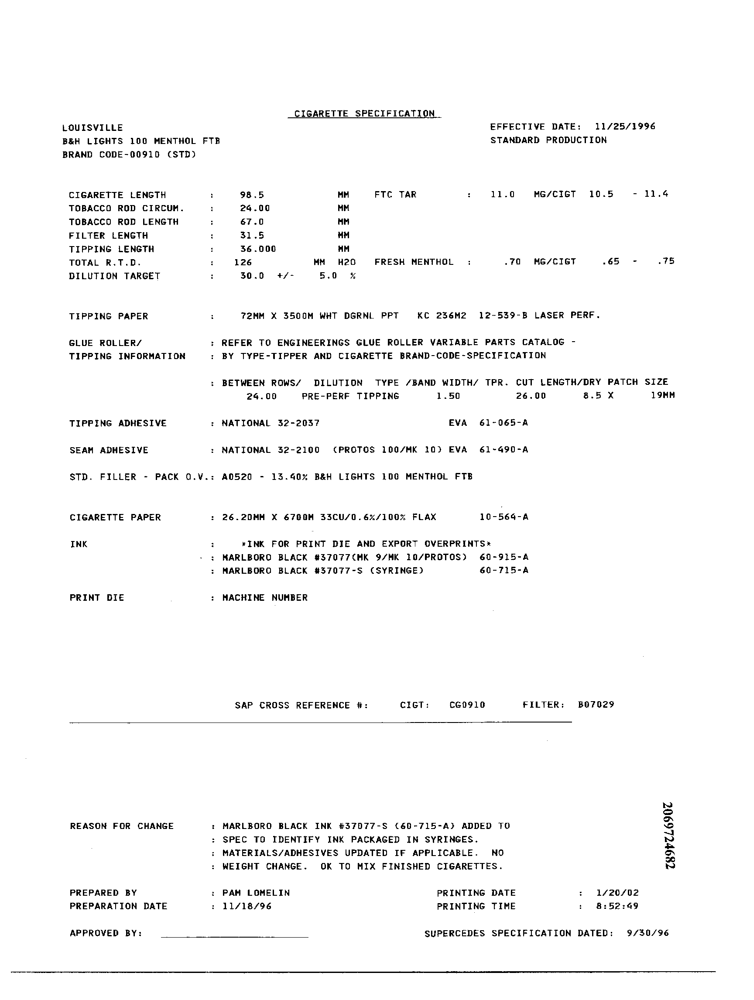 CIGARETTE SPECIFICATION
LOUISVILLE EFFECTIVE DATE: 11/25/1996
B&H LIGHTS 100 MENTHOL FTB STANDARD PRODUCTION
BRAND CODE-00910 (STD)
CIGARETTE LENGTH : 98.5 MM FTC TAR : 11.0 MG/CIGT 10.5 - 11.4
TOBACCO ROD CIRCUM. : 24.00 MM
TOBACCO ROD LENGTH : 67.0 MM
FILTER LENGTH : 31.5 MM
TIPPING LENGTH : 36.000 MM
TOTAL R.T.D. : 126 MM H2O FRESH MENTHOL : .70 MG/CIGT .65 - .75
DILUTION TARGET : 30.0 +/- 5.0 %
TIPPING PAPER : 72MM X 3500M WHT DGRNL PPT KC 236M2 12-539-B LASER PERF.
GLUE ROLLER/ : REFER TO ENGINEERINGS GLUE ROLLER VARIABLE PARTS CATALOG -
TIPPING INFORMATION : BY TYPE-TIPPER AND CIGARETTE BRAND-CODE-SPECIFICATION
: BETWEEN ROWS/ DILUTION TYPE /BAND WIDTH/ TPR. CUT LENGTH/DRY PATCH SIZE
24.00 PRE-PERF TIPPING 1.50 26.00 8.5 X 19MM
TIPPING ADHESIVE : NATIONAL 32-2037 EVA 61-065-A
SEAM ADHESIVE : NATIONAL 32-2100 (PROTOS 100/MK 10) EVA 61-490-A
STD. FILLER - PACK O.V.: A0520 - 13.40% B&H LIGHTS 100 MENTHOL FTB
CIGARETTE PAPER : 26.20MM X 6700M 33CU/0.6%/100% FLAX 10-564-A
INK : *INK FOR PRINT DIE AND EXPORT OVERPRINTS*
: MARLBORO BLACK #37077(MK 9/MK 10/PROTOS) 60-915-A
: MARLBORO BLACK #37077-S (SYRINGE) 60-715-A
PRINT DIE : MACHINE NUMBER
SAP CROSS REFERENCE #: CIGT: CG0910 FILTER: B07029
REASON FOR CHANGE : MARLBORO BLACK INK #37077-S (60-715-A) ADDED TO
: SPEC TO IDENTIFY INK PACKAGED IN SYRINGES.
: MATERIALS/ADHESIVES UPDATED IF APPLICABLE. NO
: WEIGHT CHANGE. OK TO MIX FINISHED CIGARETTES.
PREPARED BY : PAM LOMELIN PRINTING DATE : 1/20/02
PREPARATION DATE : 11/18/96 PRINTING TIME : 8:52:49
APPROVED BY: SUPERCEDES SPECIFICATION DATED: 9/30/96
2069724682